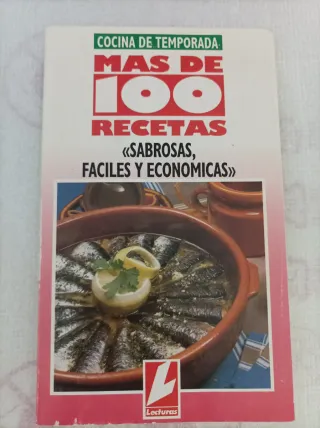 COCINA DE TEMPORADA
MAS DE
100
RECETAS
«SABROSAS,
FACILES Y ECONOMICAS»
L
Lecturas